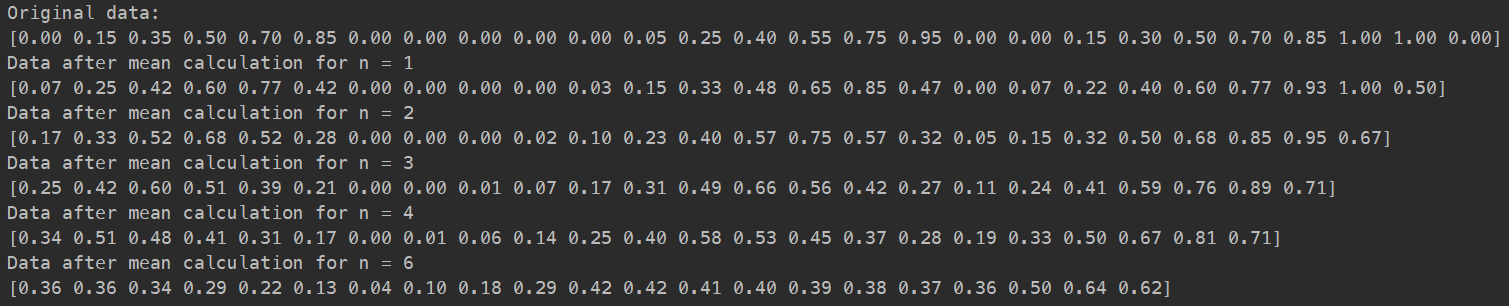 Original data:
[0.00 0.15 0.35 0.50 0.70 0.85 0.00 0.00 0.00 0.00 0.00 0.05 0.25 0.40 0.55 0.75 0.95 0.00 0.00 0.15 0.30 0.50 0.70 0.85 1.00 1.00 0.00]
Data after mean calculation for n = 1
[0.07 0.25 0.42 0.60 0.77 0.42 0.00 0.00 0.00 0.00 0.03 0.15 0.33 0.48 0.65 0.85 0.47 0.00 0.07 0.22 0.40 0.60 0.77 0.93 1.00 0.50]
Data after mean calculation for n = 2
[0.17 0.33 0.52 0.68 0.52 0.28 0.00 0.00 0.00 0.02 0.10 0.23 0.40 0.57 0.75 0.57 0.32 0.05 0.15 0.32 0.50 0.68 0.85 0.95 0.67]
Data after mean calculation for n = 3
[0.25 0.42 0.60 0.51 0.39 0.21 0.00 0.00 0.01 0.07 0.17 0.31 0.49 0.66 0.56 0.42 0.27 0.11 0.24 0.41 0.59 0.76 0.89 0.71]
Data after mean calculation for n = 4
[0.34 0.51 0.48 0.41 0.31 0.17 0.00 0.01 0.06 0.14 0.25 0.40 0.58 0.53 0.45 0.37 0.28 0.19 0.33 0.50 0.67 0.81 0.71]
Data after mean calculation for n = 6
[0.36 0.36 0.34 0.29 0.22 0.13 0.04 0.10 0.18 0.29 0.42 0.42 0.41 0.40 0.39 0.38 0.37 0.36 0.50 0.64 0.62]